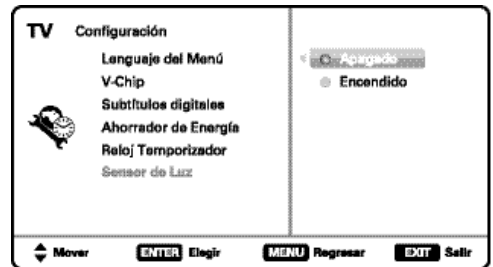 TV Configuración
Lenguaje del Menú
V-Chip
Subtítulos digitales
Ahorrador de Energía
Reloj Temporizador
Sensor de Luz
Apagado
Encendido
Mover ENTER Elegir MENU Regresar EXIT Salir